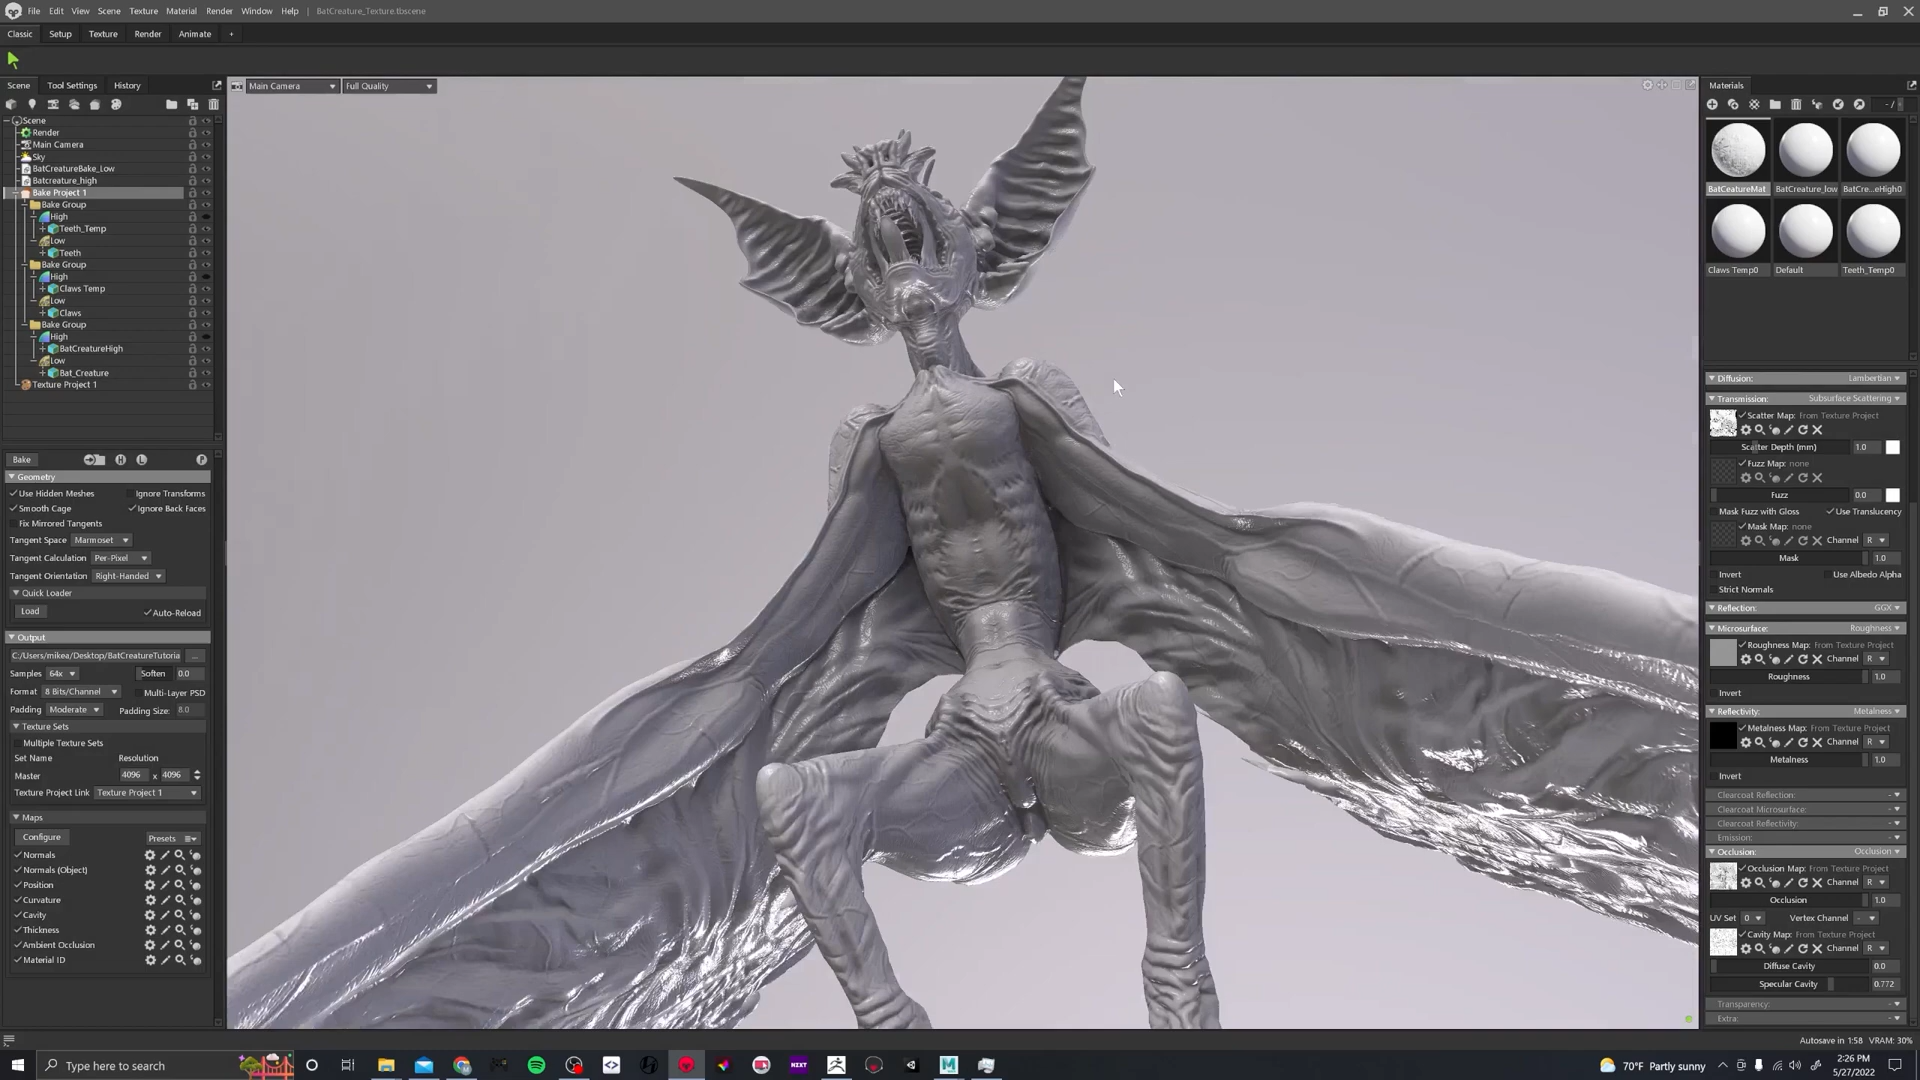 File Edit View Scene Texture Material Render Window Help BatCreature_Texture.tbscene
Classic Setup Texture Render Animate +
Scene Tool Settings History
Main Camera Full Quality
Materials
Scene
Render
Main Camera
Sky
BatCreatureBake_Low
Batcreature_high
Bake Project 1
Bake Group
High
Teeth_Temp
Low
Teeth
Bake Group
High
Claws Temp
Low
Claws
Bake Group
High
BatCreatureHigh
Low
Bat_Creature
Texture Project 1
Bake H L P
Geometry
Use Hidden Meshes Ignore Transforms
Smooth Cage Ignore Back Faces
Fix Mirrored Tangents
Tangent Space Marmoset
Tangent Calculation Per-Pixel
Tangent Orientation Right-Handed
Quick Loader
Load Auto-Reload
Output
C:/Users/mikea/Desktop/BatCreatureTutoria ...
Samples 64x Soften 0.0
Format 8 Bits/Channel Multi-Layer PSD
Padding Moderate Padding Size: 8.0
Texture Sets
Multiple Texture Sets
Set Name Resolution
Master 4096 x 4096
Texture Project Link Texture Project 1
Maps
Configure Presets
Normals
Normals (Object)
Position
Curvature
Cavity
Thickness
Ambient Occlusion
Material ID
BatCeatureMat BatCreature_low BatCre...eHigh0
Claws Temp0 Default Teeth_Temp0
Diffusion: Lambertian
Transmission: Subsurface Scattering
Scatter Map: From Texture Project
Scatter Depth (mm) 1.0
Fuzz Map: none
Fuzz 0.0
Mask Fuzz with Gloss Use Translucency
Mask Map: none
Channel R
Mask 1.0
Invert Use Albedo Alpha
Strict Normals
Reflection: GGX
Microsurface: Roughness
Roughness Map: From Texture Project
Channel R
Roughness 1.0
Invert
Reflectivity: Metalness
Metalness Map: From Texture Project
Channel R
Metalness 1.0
Invert
Clearcoat Reflection:
Clearcoat Microsurface:
Clearcoat Reflectivity:
Emission:
Occlusion: Occlusion
Occlusion Map: From Texture Project
Channel R
Occlusion 1.0
UV Set 0 Vertex Channel -
Cavity Map: From Texture Project
Channel R
Diffuse Cavity 0.0
Specular Cavity 0.772
Transparency:
Extra:
Autosave in 1:58 VRAM: 30%
Type here to search
NXT
70°F Partly sunny
2:26 PM
5/27/2022